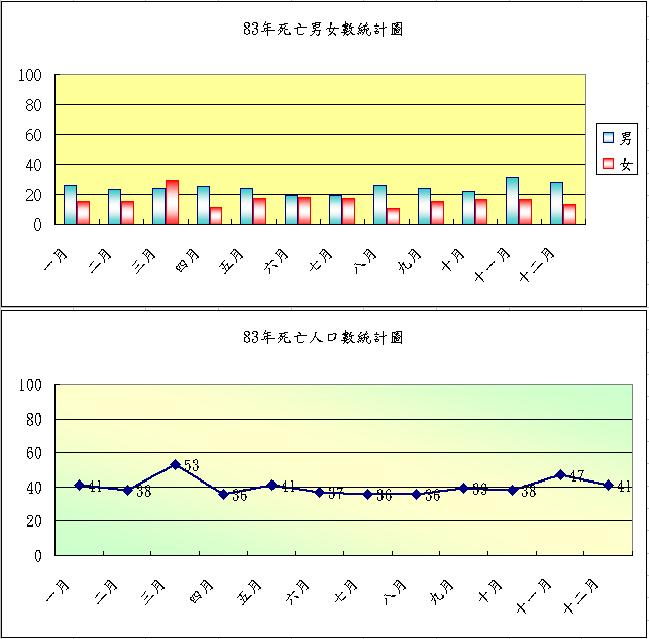 83年死亡男女數統計圖
100
80
60
40
20
0
男
女
一月 二月 三月 四月 五月 六月 七月 八月 九月 十月 十一月 十二月
83年死亡人口數統計圖
100
80
60
40
20
0
41 38 53 36 41 37 36 36 39 38 47 41
一月 二月 三月 四月 五月 六月 七月 八月 九月 十月 十一月 十二月